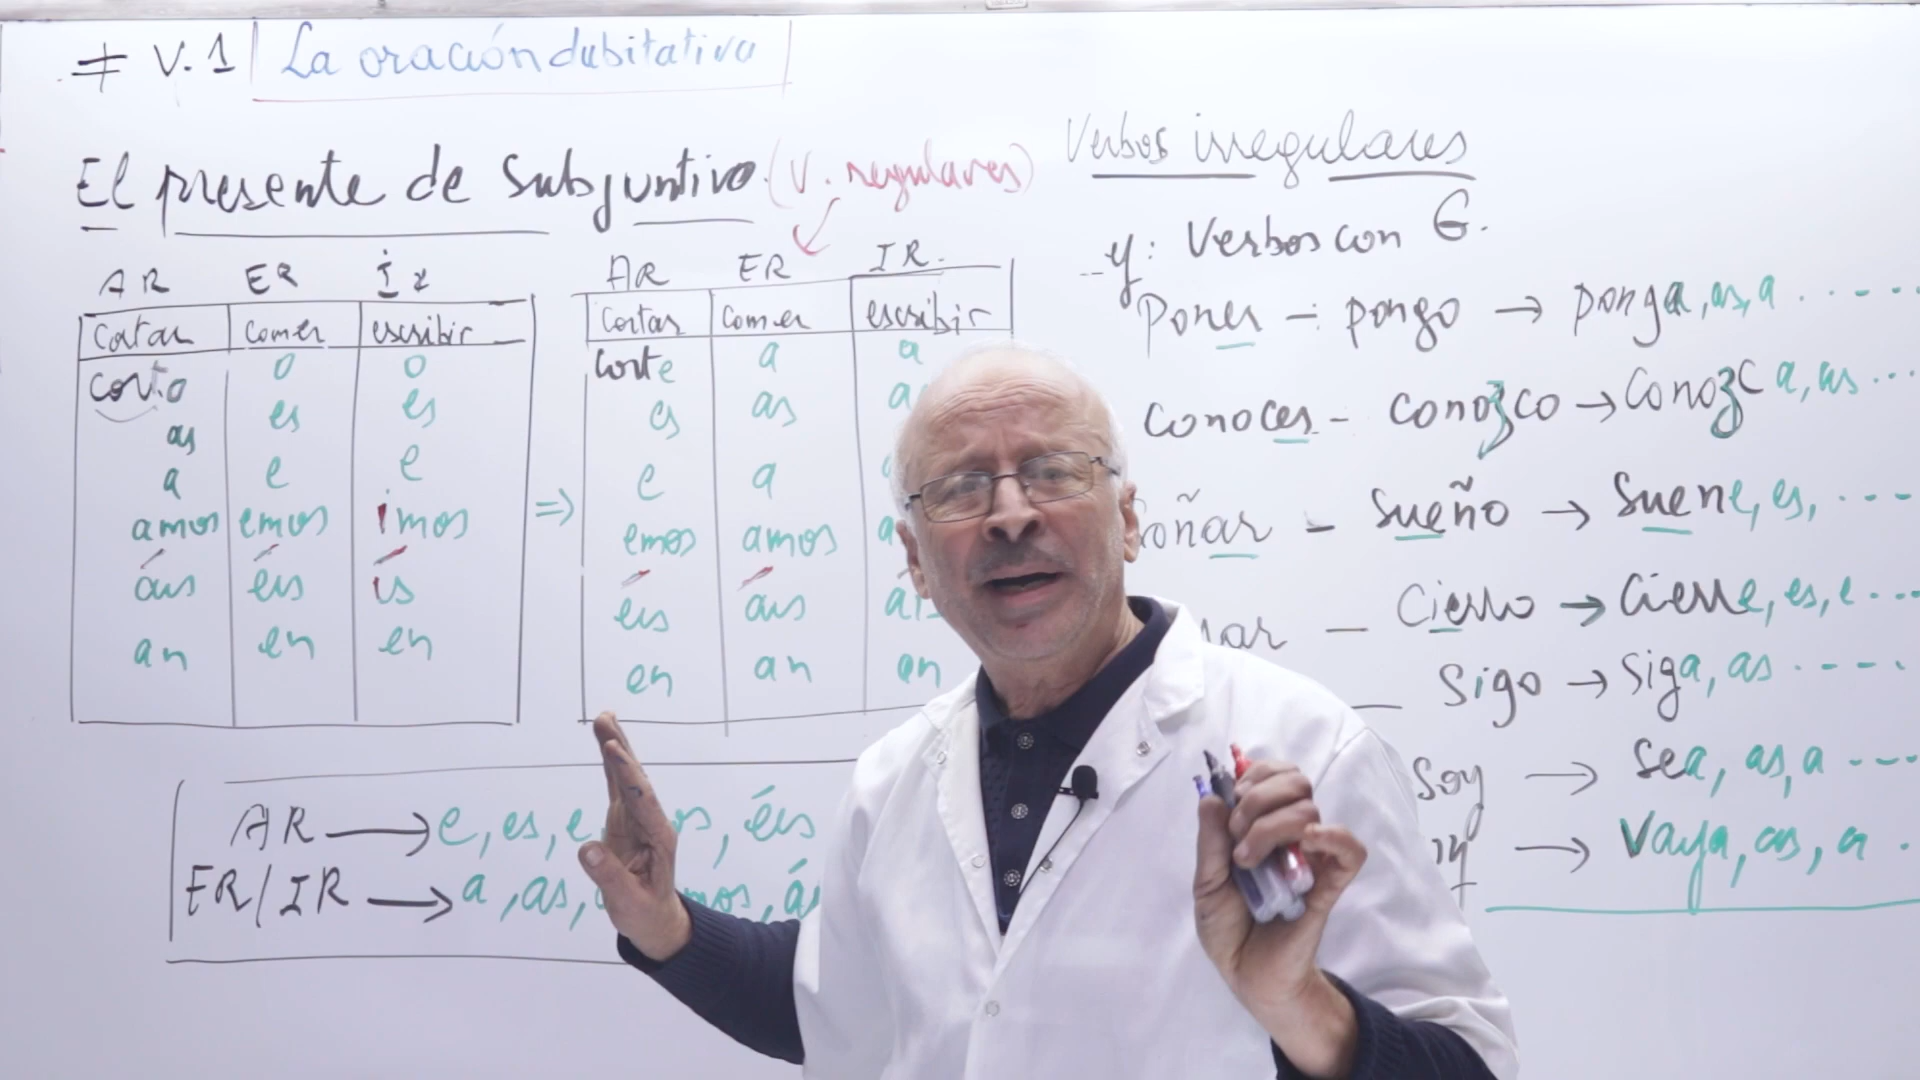 ≠ V.1 La oración dubitativa
El presente de Subjuntivo (V. regulares)
AR ER ir
Cortar Comer escribir
corto o o
as es es
a e e
amos emos imos
áis éis ís
an en en
⇒
AR ER IR.
Cortar Comer escribir
Corte a a
es as
e a
emos amos
éis áis
en an an
AR → e, es, e, éis
ER/IR → a, as,
Verbos irregulares
Verbos con G.
Poner - pongo → ponga, as, a . . . .
Conocer - conozco → conozca, as . . .
soñar - sueño → Suene, es, . . . .
- Cierro → Cierre, es, e . . .
- Sigo → Siga, as . . . .
Soy → Sea, as, a . . . .
→ Vaya, as, a .